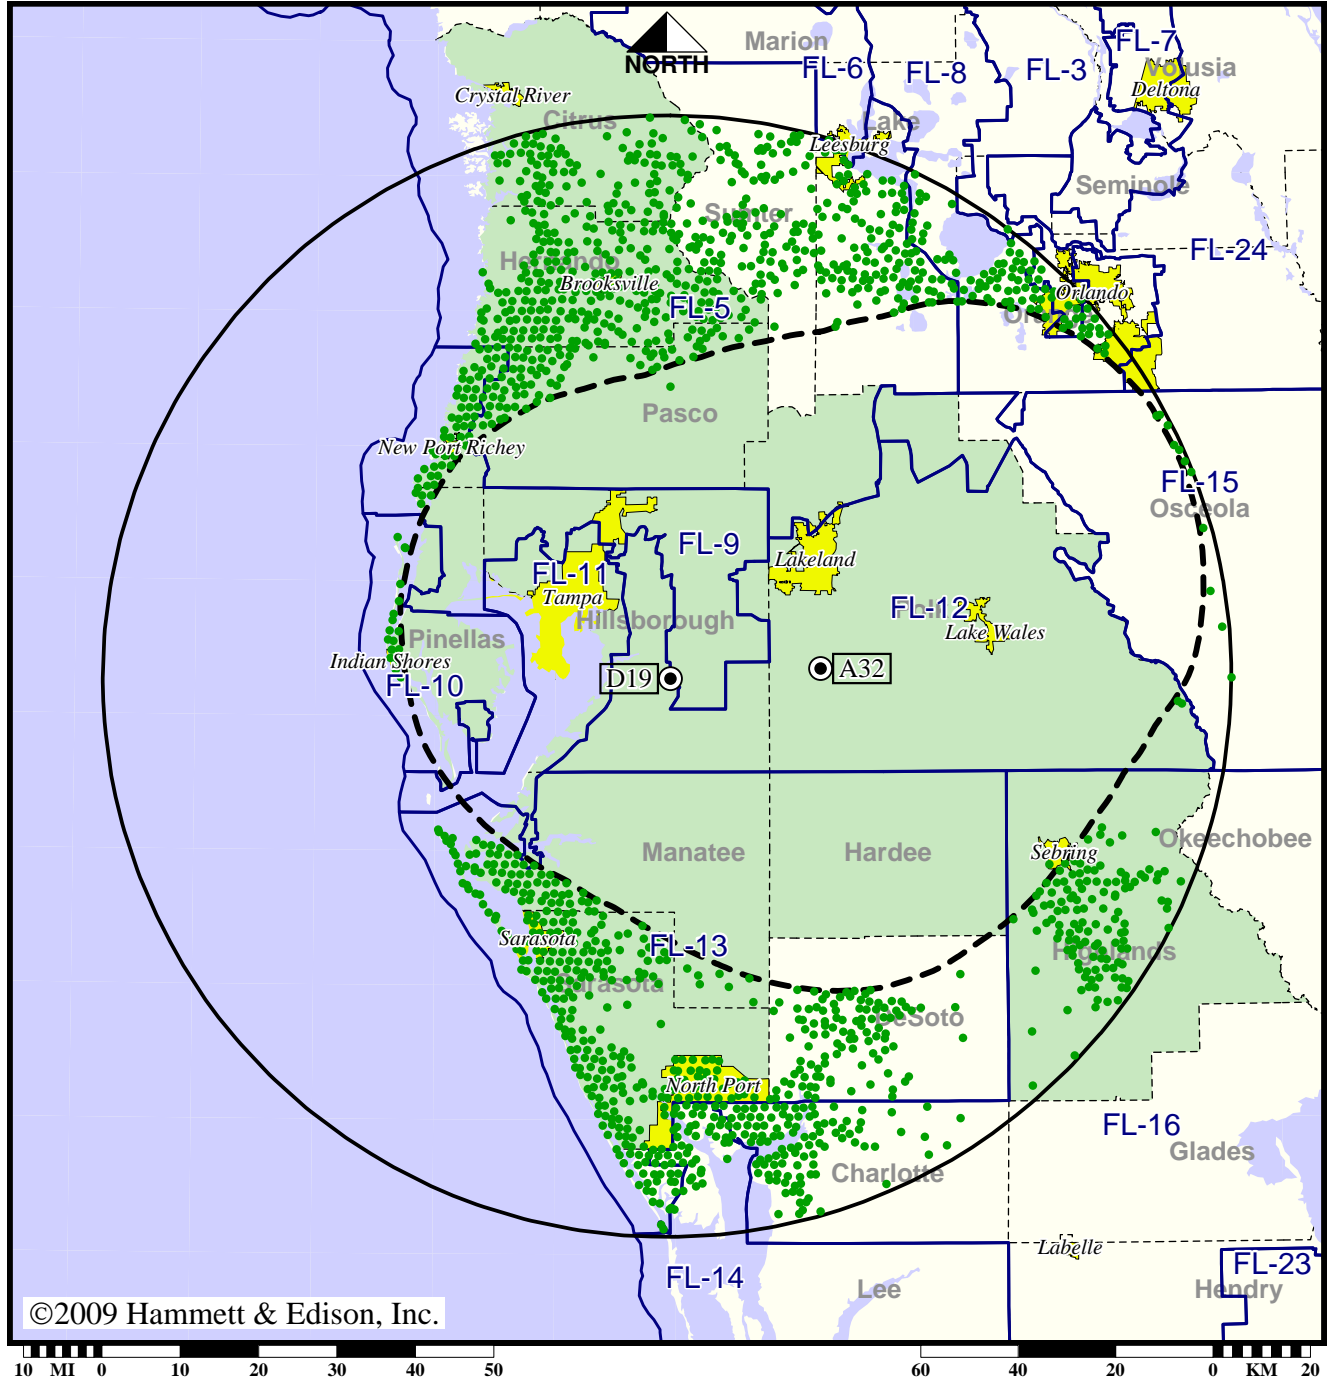 Marion
FL-7
Volusia
NORTH
FL-6
FL-8
FL-3
Deltona
Crystal River
Citrus
Lake
Leesburg
Seminole
Sumter
FL-24
Hernando
Brooksville
FL-5
Orlando
Orange
Pasco
New Port Richey
FL-15
Osceola
FL-9
Lakeland
FL-11
Tampa
Hillsborough
Polk
FL-12
Lake Wales
Pinellas
Indian Shores
FL-10
D19
A32
Manatee
Hardee
Sebring
Okeechobee
Sarasota
FL-13
Highlands
Sarasota
DeSoto
North Port
FL-16
Glades
Charlotte
Labelle
FL-14
FL-23
Lee
Hendry
©2009 Hammett & Edison, Inc.
10 MI 0 10 20 30 40 50 60 40 20 0 KM 20